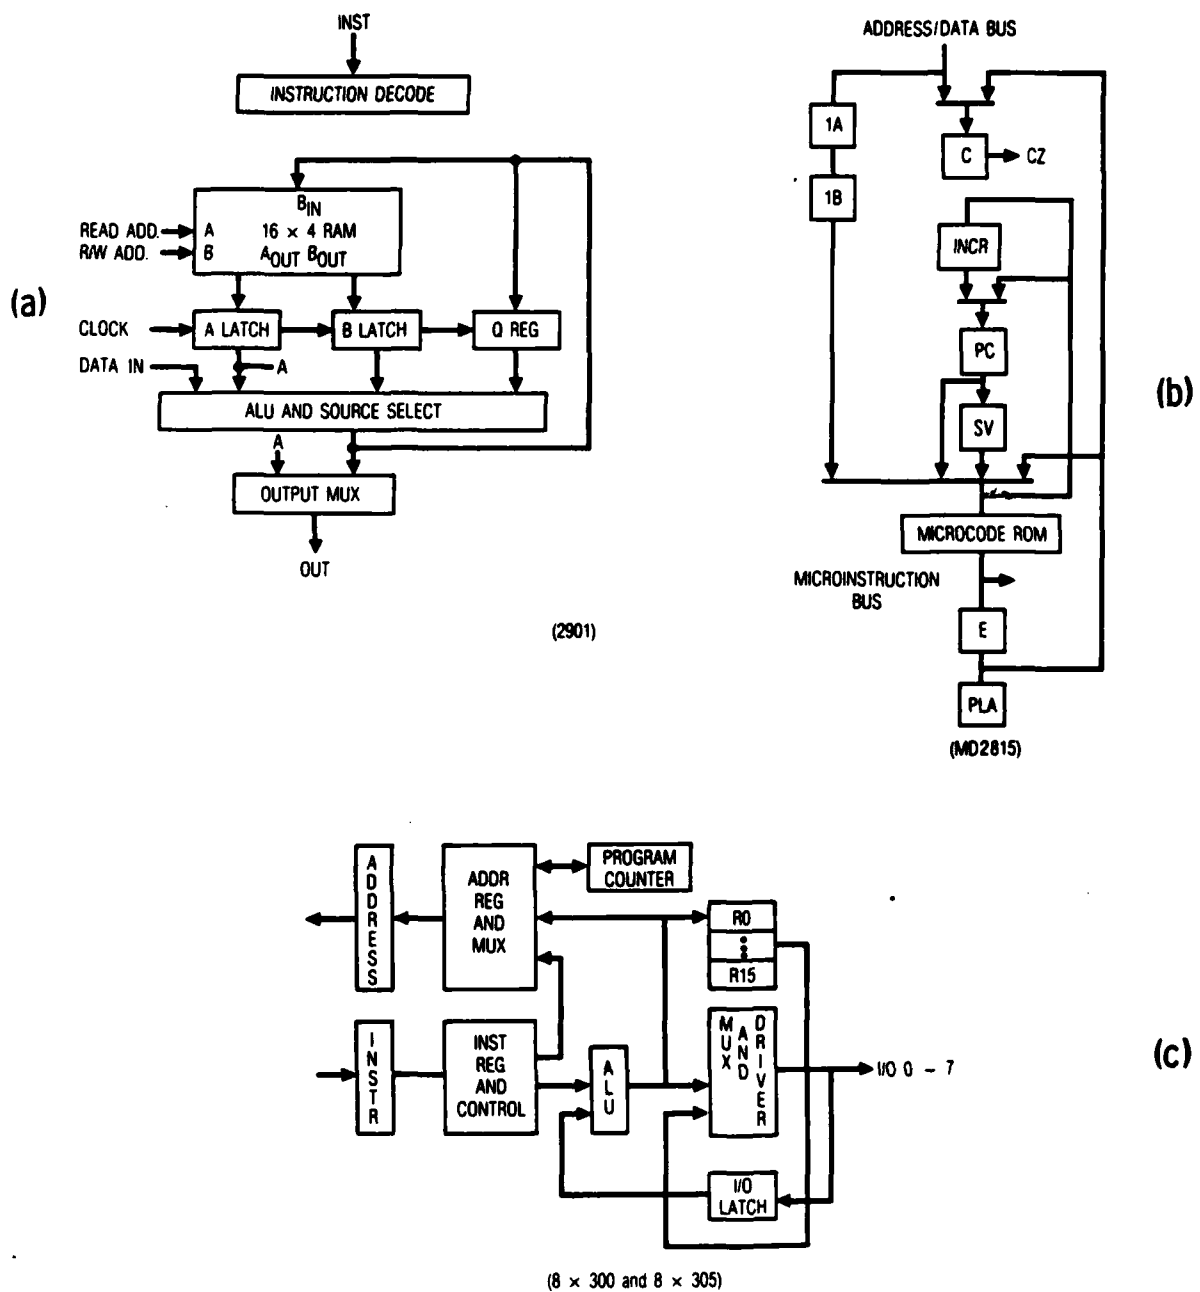 INST
INSTRUCTION DECODE
B_IN
READ ADD. A 16 × 4 RAM
R/W ADD. B A_OUT B_OUT
(a)
CLOCK A LATCH B LATCH Q REG
DATA IN A
ALU AND SOURCE SELECT
A
OUTPUT MUX
OUT
(2901)
ADDRESS/DATA BUS
1A
C CZ
1B
INCR
PC
(b)
SV
MICROCODE ROM
MICROINSTRUCTION
BUS
E
PLA
(MD2815)
ADDRESS
ADDR
REG
AND
MUX
PROGRAM
COUNTER
R0
R15
INSTR
INST
REG
AND
CONTROL
ALU
MUX
AND
DRIVER
I/O 0 - 7
(c)
I/O
LATCH
(8 × 300 and 8 × 305)